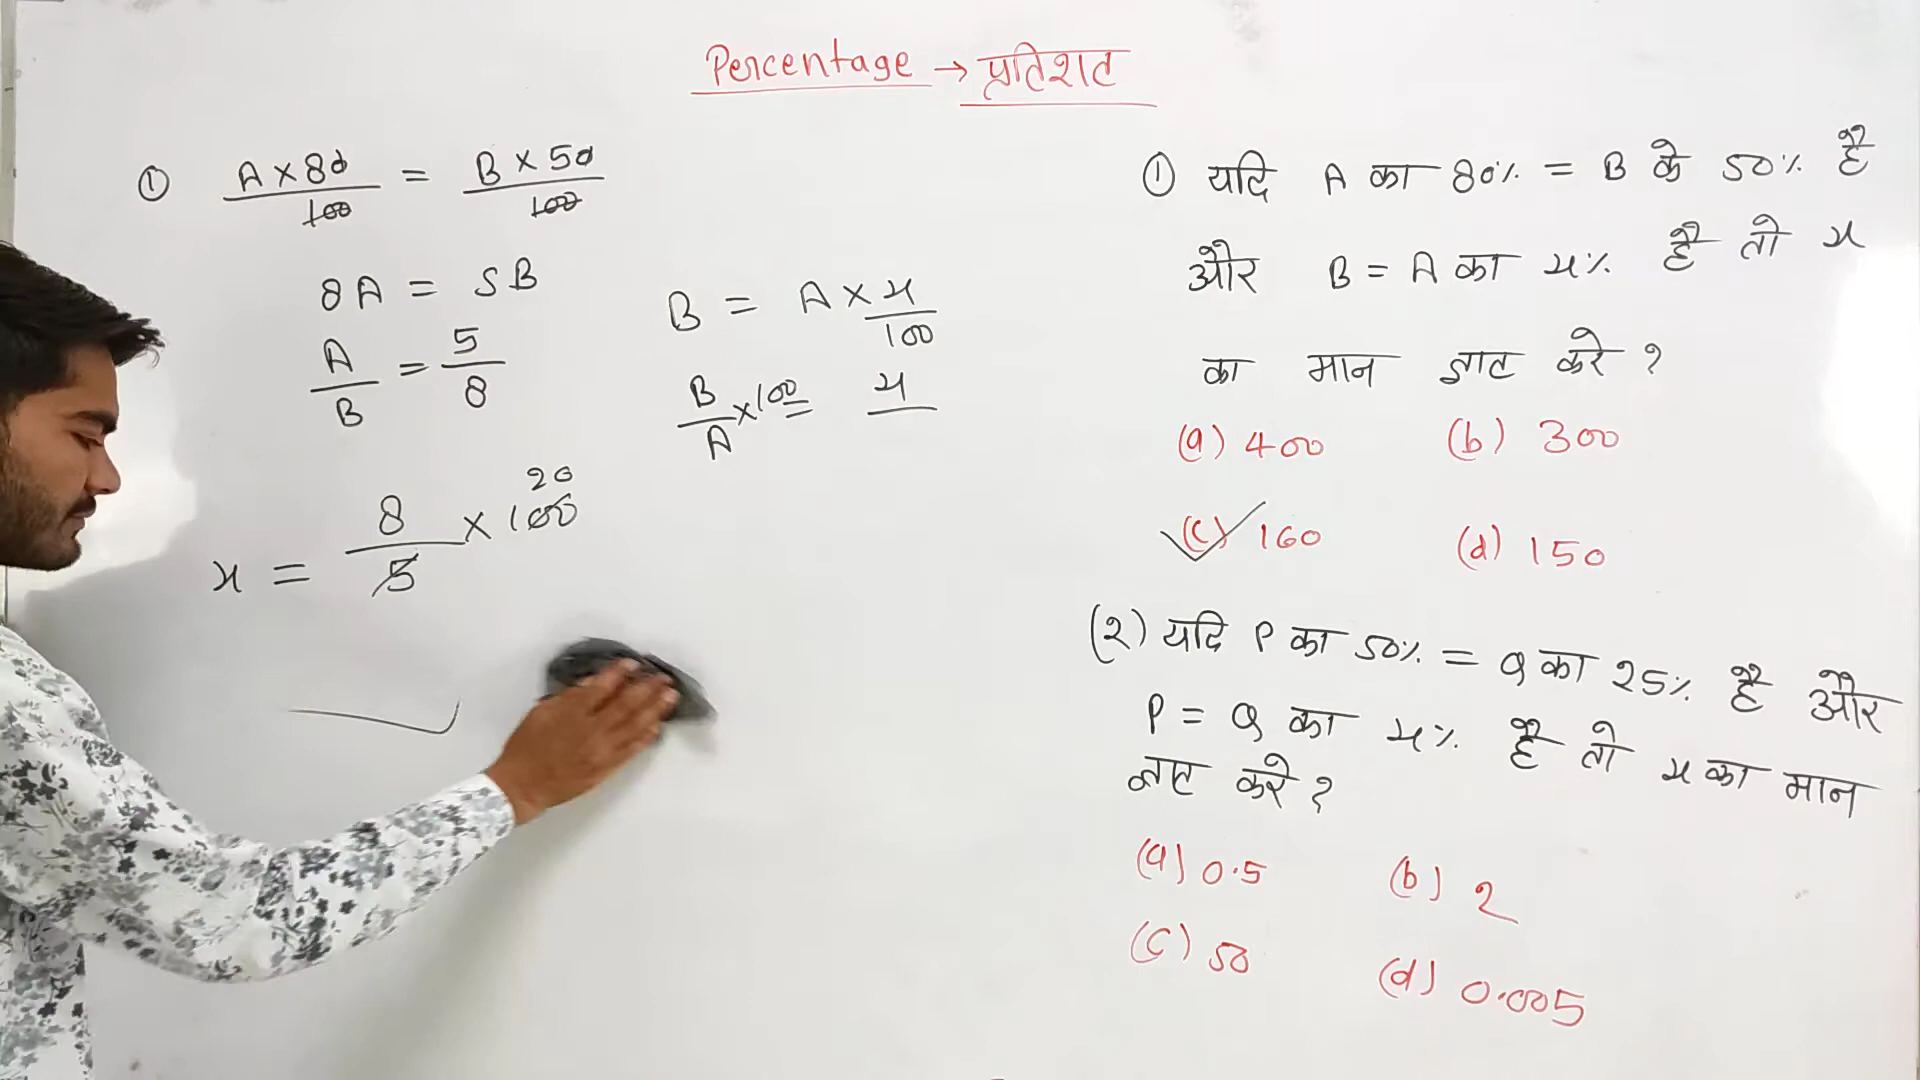 Percentage → प्रतिशत
① A × 80 / 100 = B × 50 / 100
8A = 5B
A / B = 5 / 8
B = A × x / 100
B / A × 100 = x
20
x = 8 / 5 × 100
① यदि A का 80% = B के 50% है
और B = A का x% है तो x
का मान ज्ञात करे ?
(a) 400 (b) 300
(c) 160 (d) 150
(2) यदि P का 50% = Q का 25% है और
P = Q का x% है तो x का मान
ज्ञात करे ?
(a) 0.5 (b) 2
(c) 50 (d) 0.005